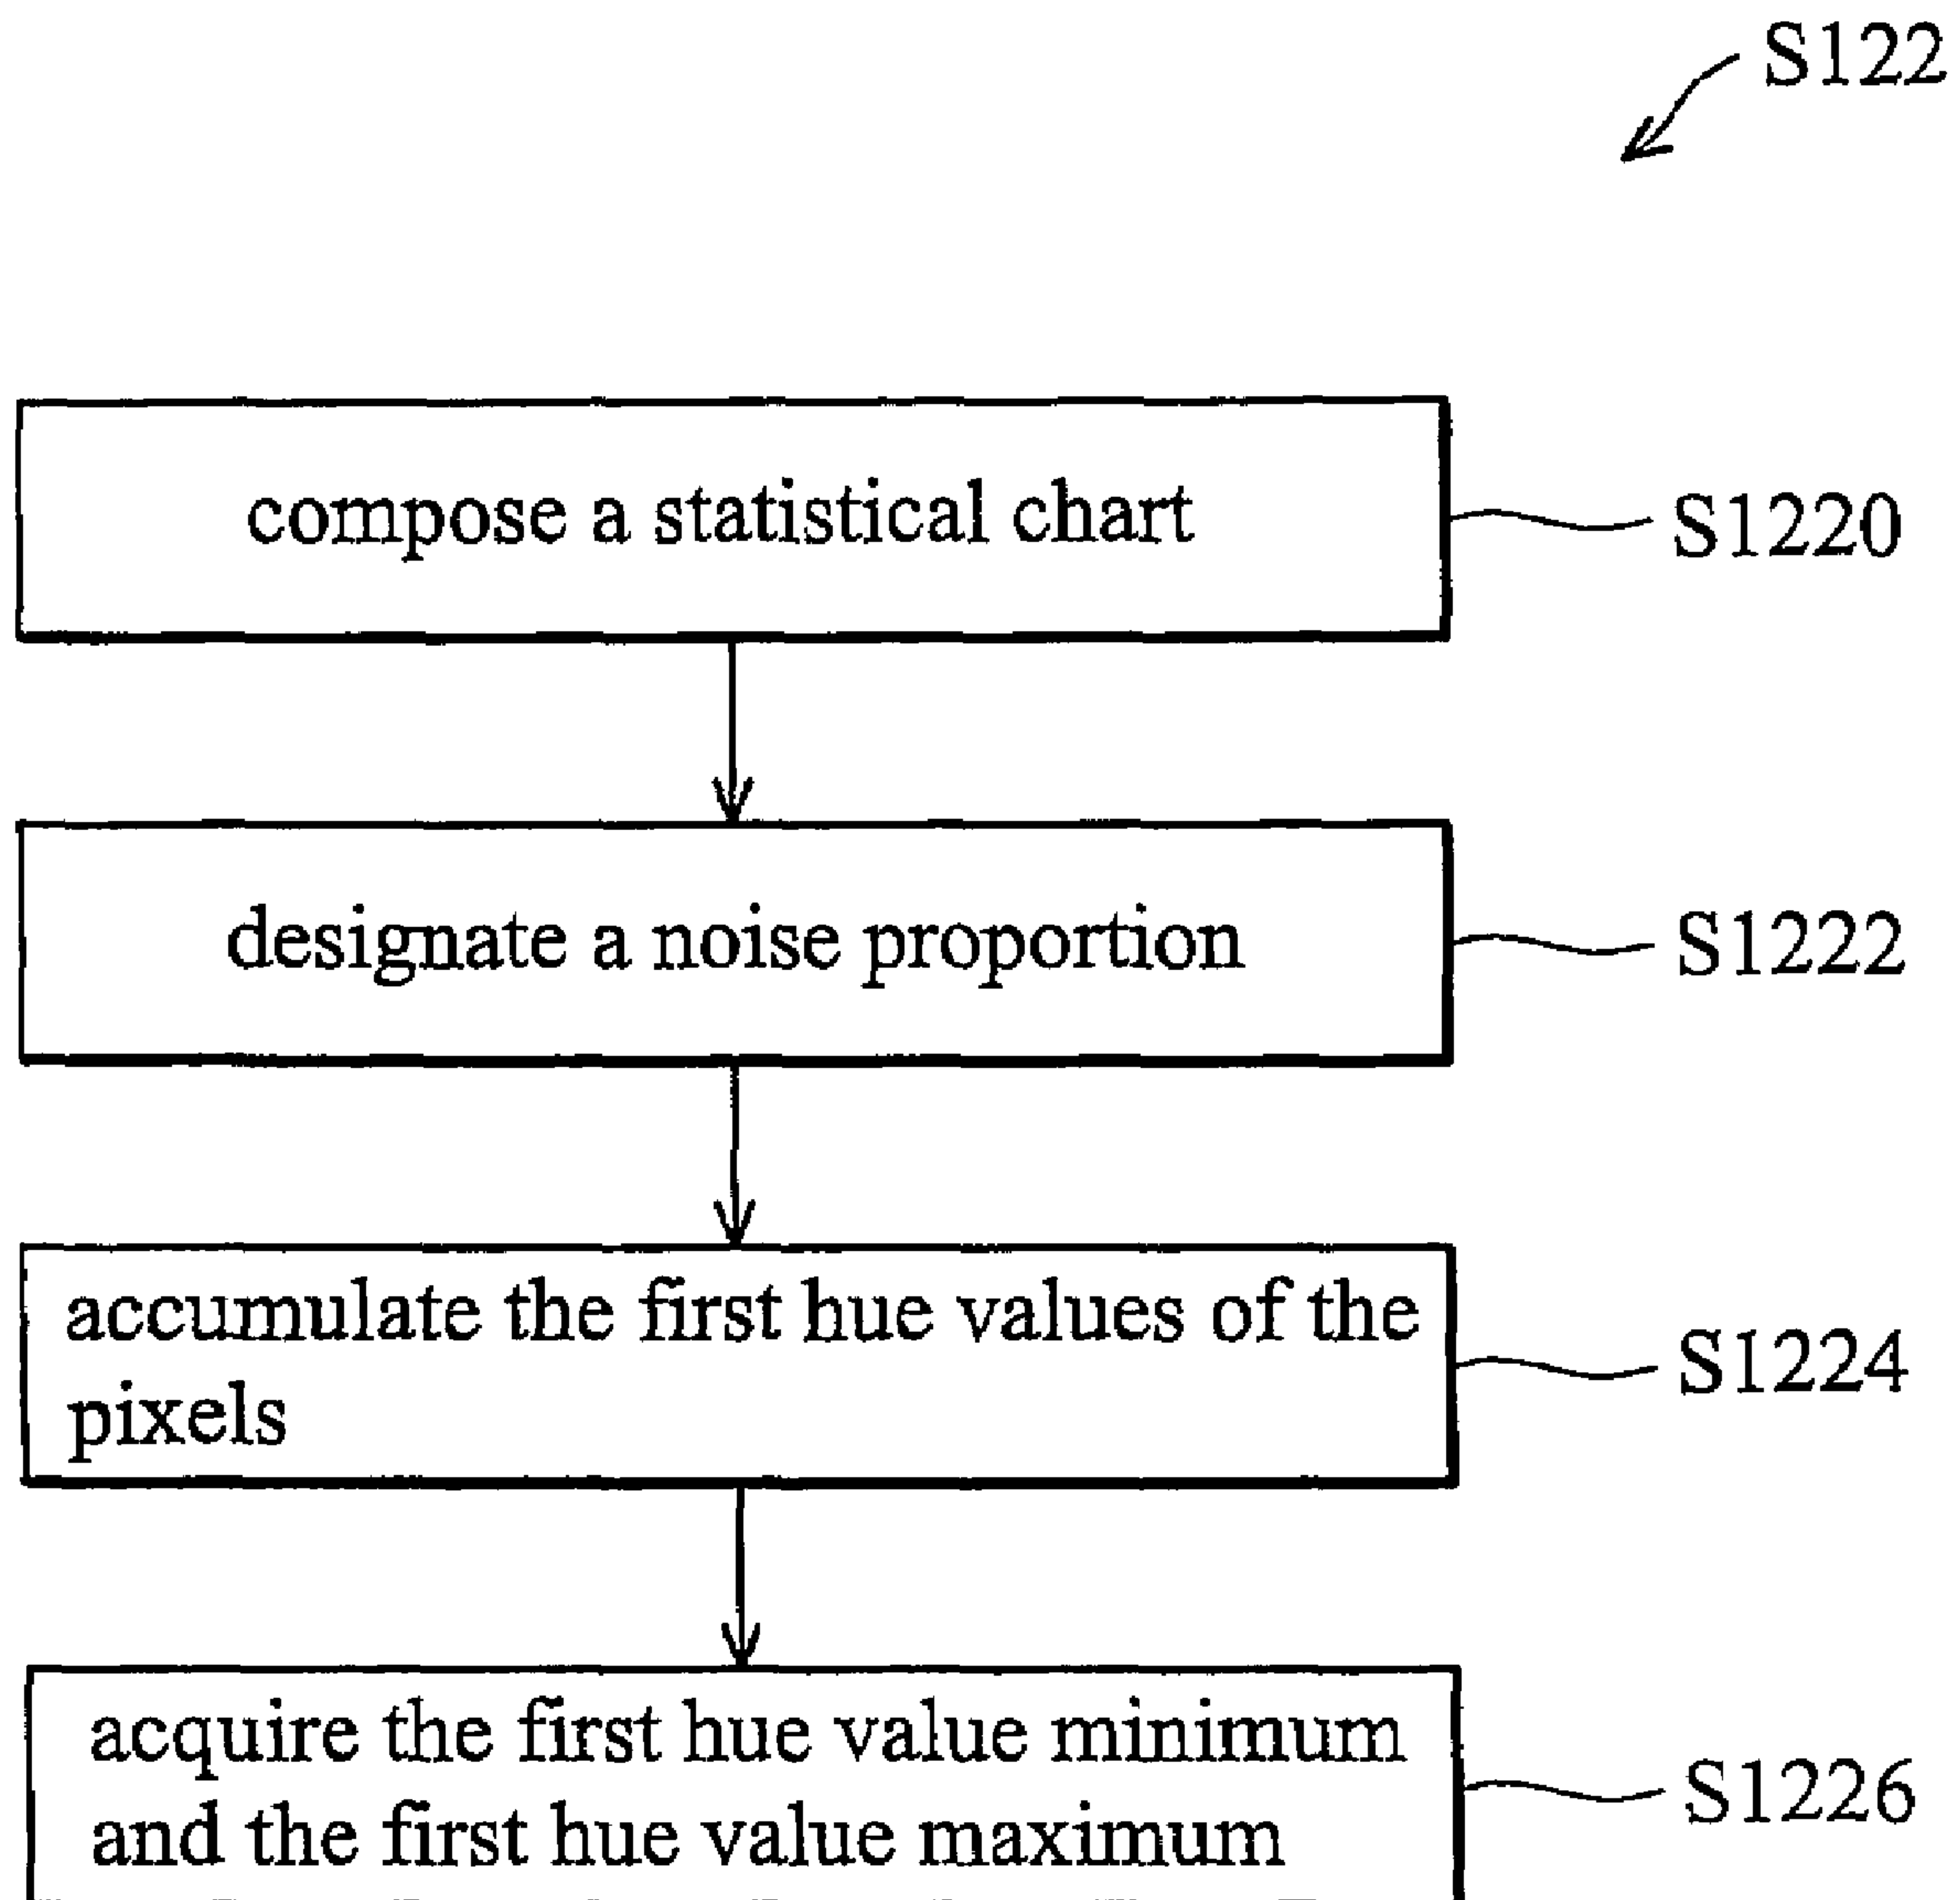 S122
compose a statistical chart
S1220
designate a noise proportion
S1222
accumulate the first hue values of the
pixels
S1224
acquire the first hue value minimum
and the first hue value maximum
S1226